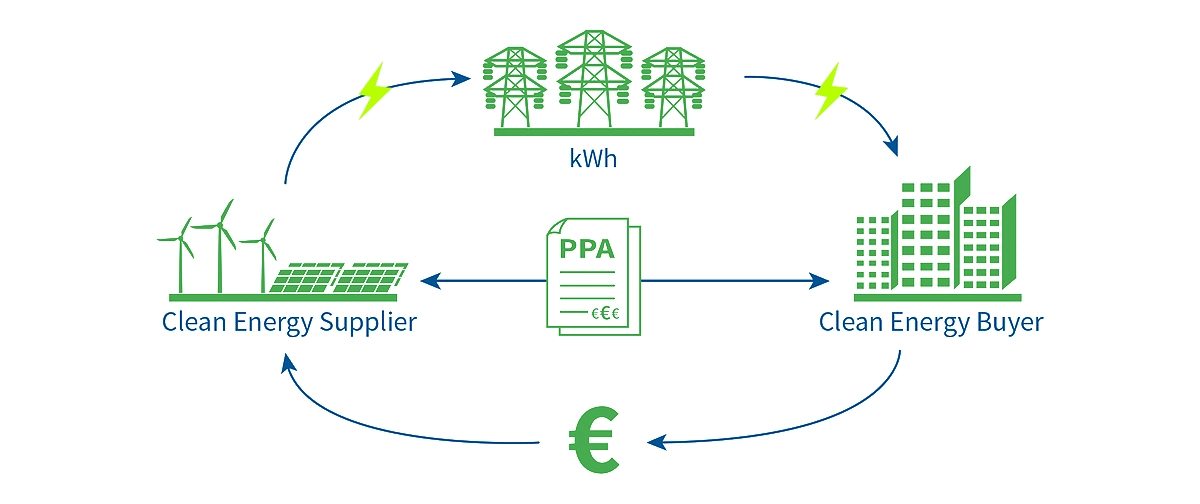 kWh
PPA
€€€
Clean Energy Supplier
Clean Energy Buyer
€